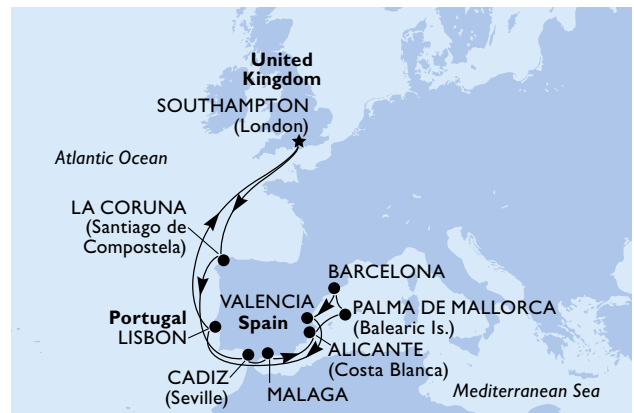 United
Kingdom
SOUTHAMPTON
(London)
Atlantic Ocean
LA CORUNA
(Santiago de
Compostela)
BARCELONA
VALENCIA
PALMA DE MALLORCA
(Balearic Is.)
Portugal
LISBON
Spain
ALICANTE
(Costa Blanca)
CADIZ
(Seville)
MALAGA
Mediterranean Sea